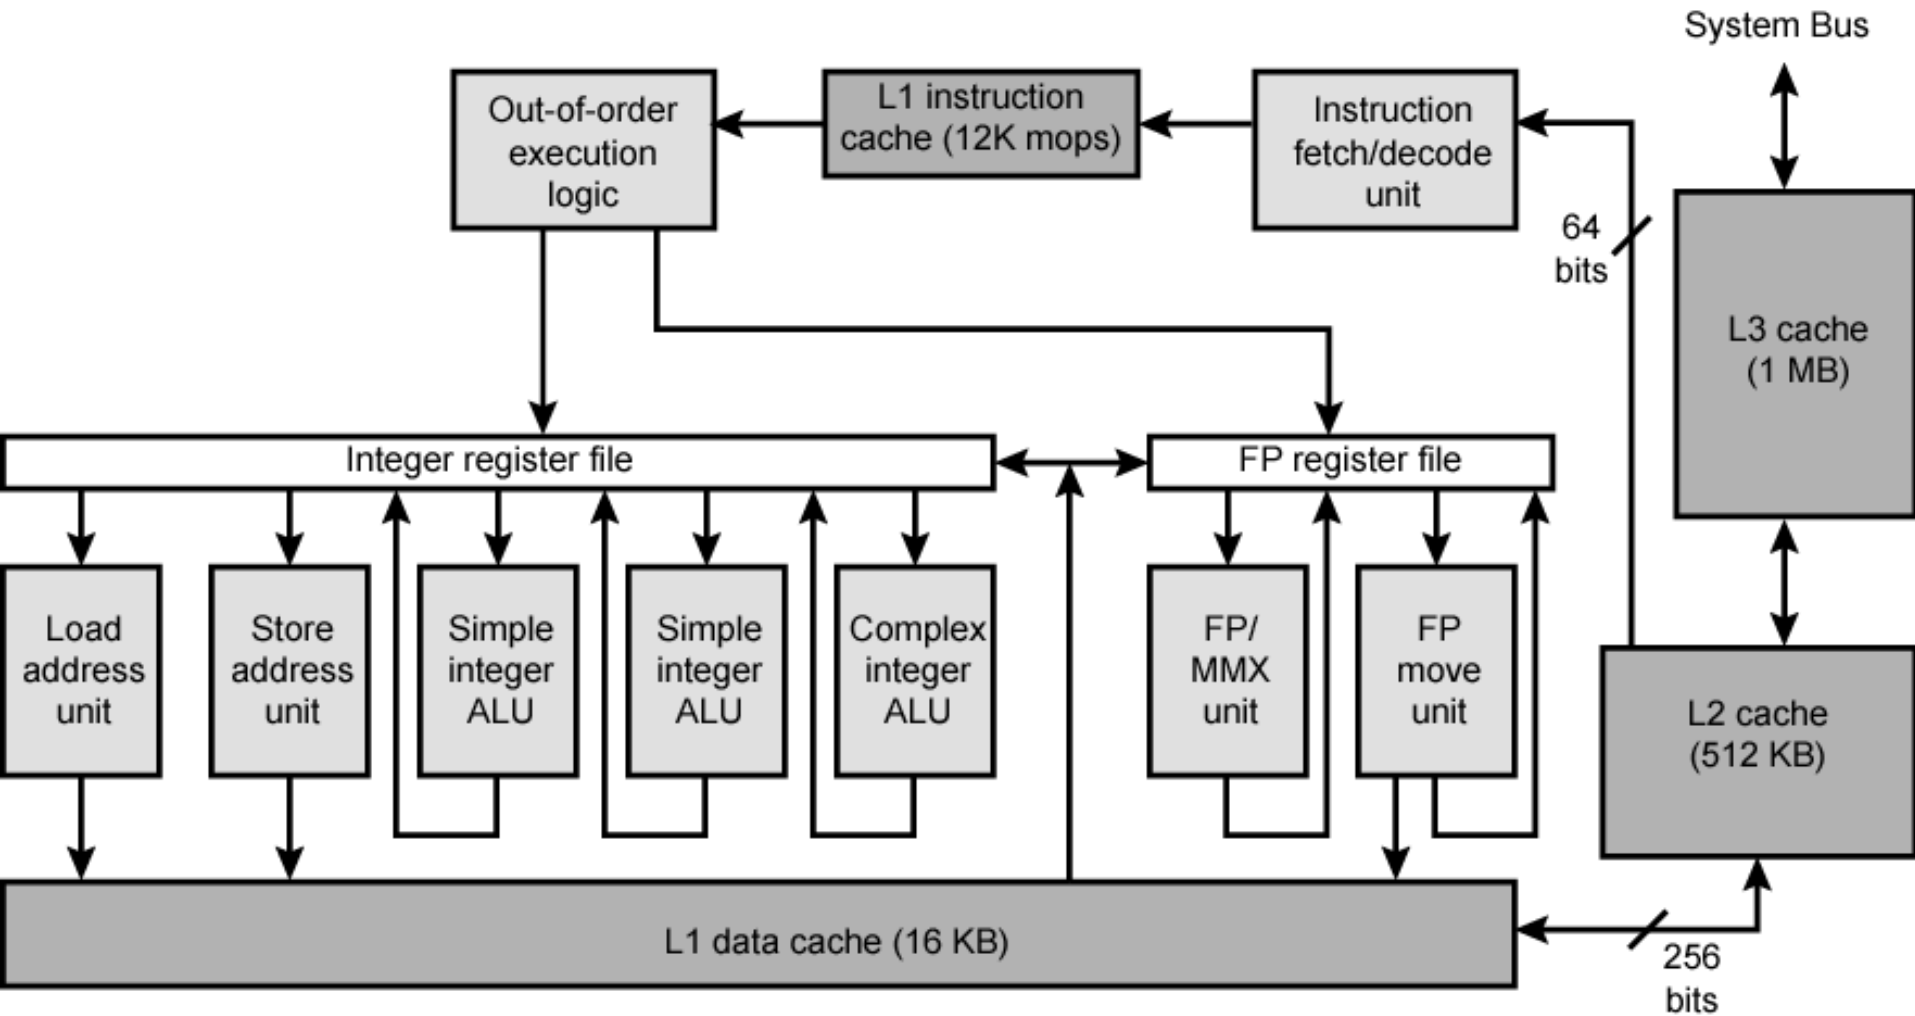 System Bus
Out-of-order
execution
logic
L1 instruction
cache (12K mops)
Instruction
fetch/decode
unit
64
bits
L3 cache
(1 MB)
Integer register file
FP register file
Load
address
unit
Store
address
unit
Simple
integer
ALU
Simple
integer
ALU
Complex
integer
ALU
FP/
MMX
unit
FP
move
unit
L2 cache
(512 KB)
L1 data cache (16 KB)
256
bits